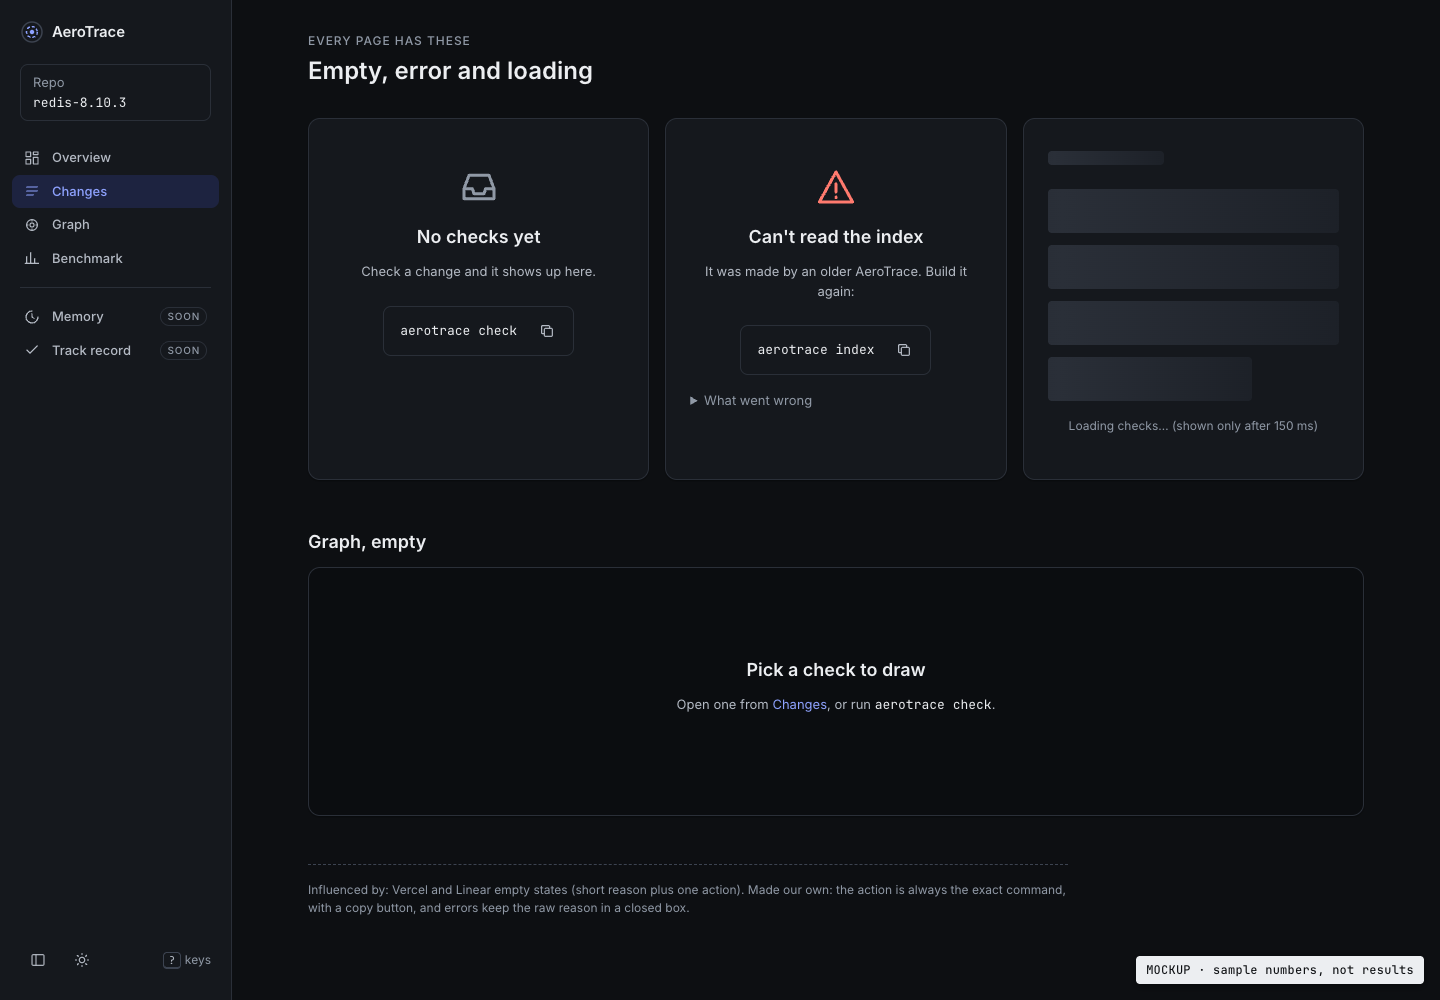 AeroTrace
Repo
redis-8.10.3
Overview
Changes
Graph
Benchmark
Memory SOON
Track record SOON
? keys
EVERY PAGE HAS THESE
Empty, error and loading
No checks yet
Check a change and it shows up here.
aerotrace check
Can't read the index
It was made by an older AeroTrace. Build it
again:
aerotrace index
What went wrong
Loading checks... (shown only after 150 ms)
Graph, empty
Pick a check to draw
Open one from Changes, or run aerotrace check.
Influenced by: Vercel and Linear empty states (short reason plus one action). Made our own: the action is always the exact command,
with a copy button, and errors keep the raw reason in a closed box.
MOCKUP · sample numbers, not results